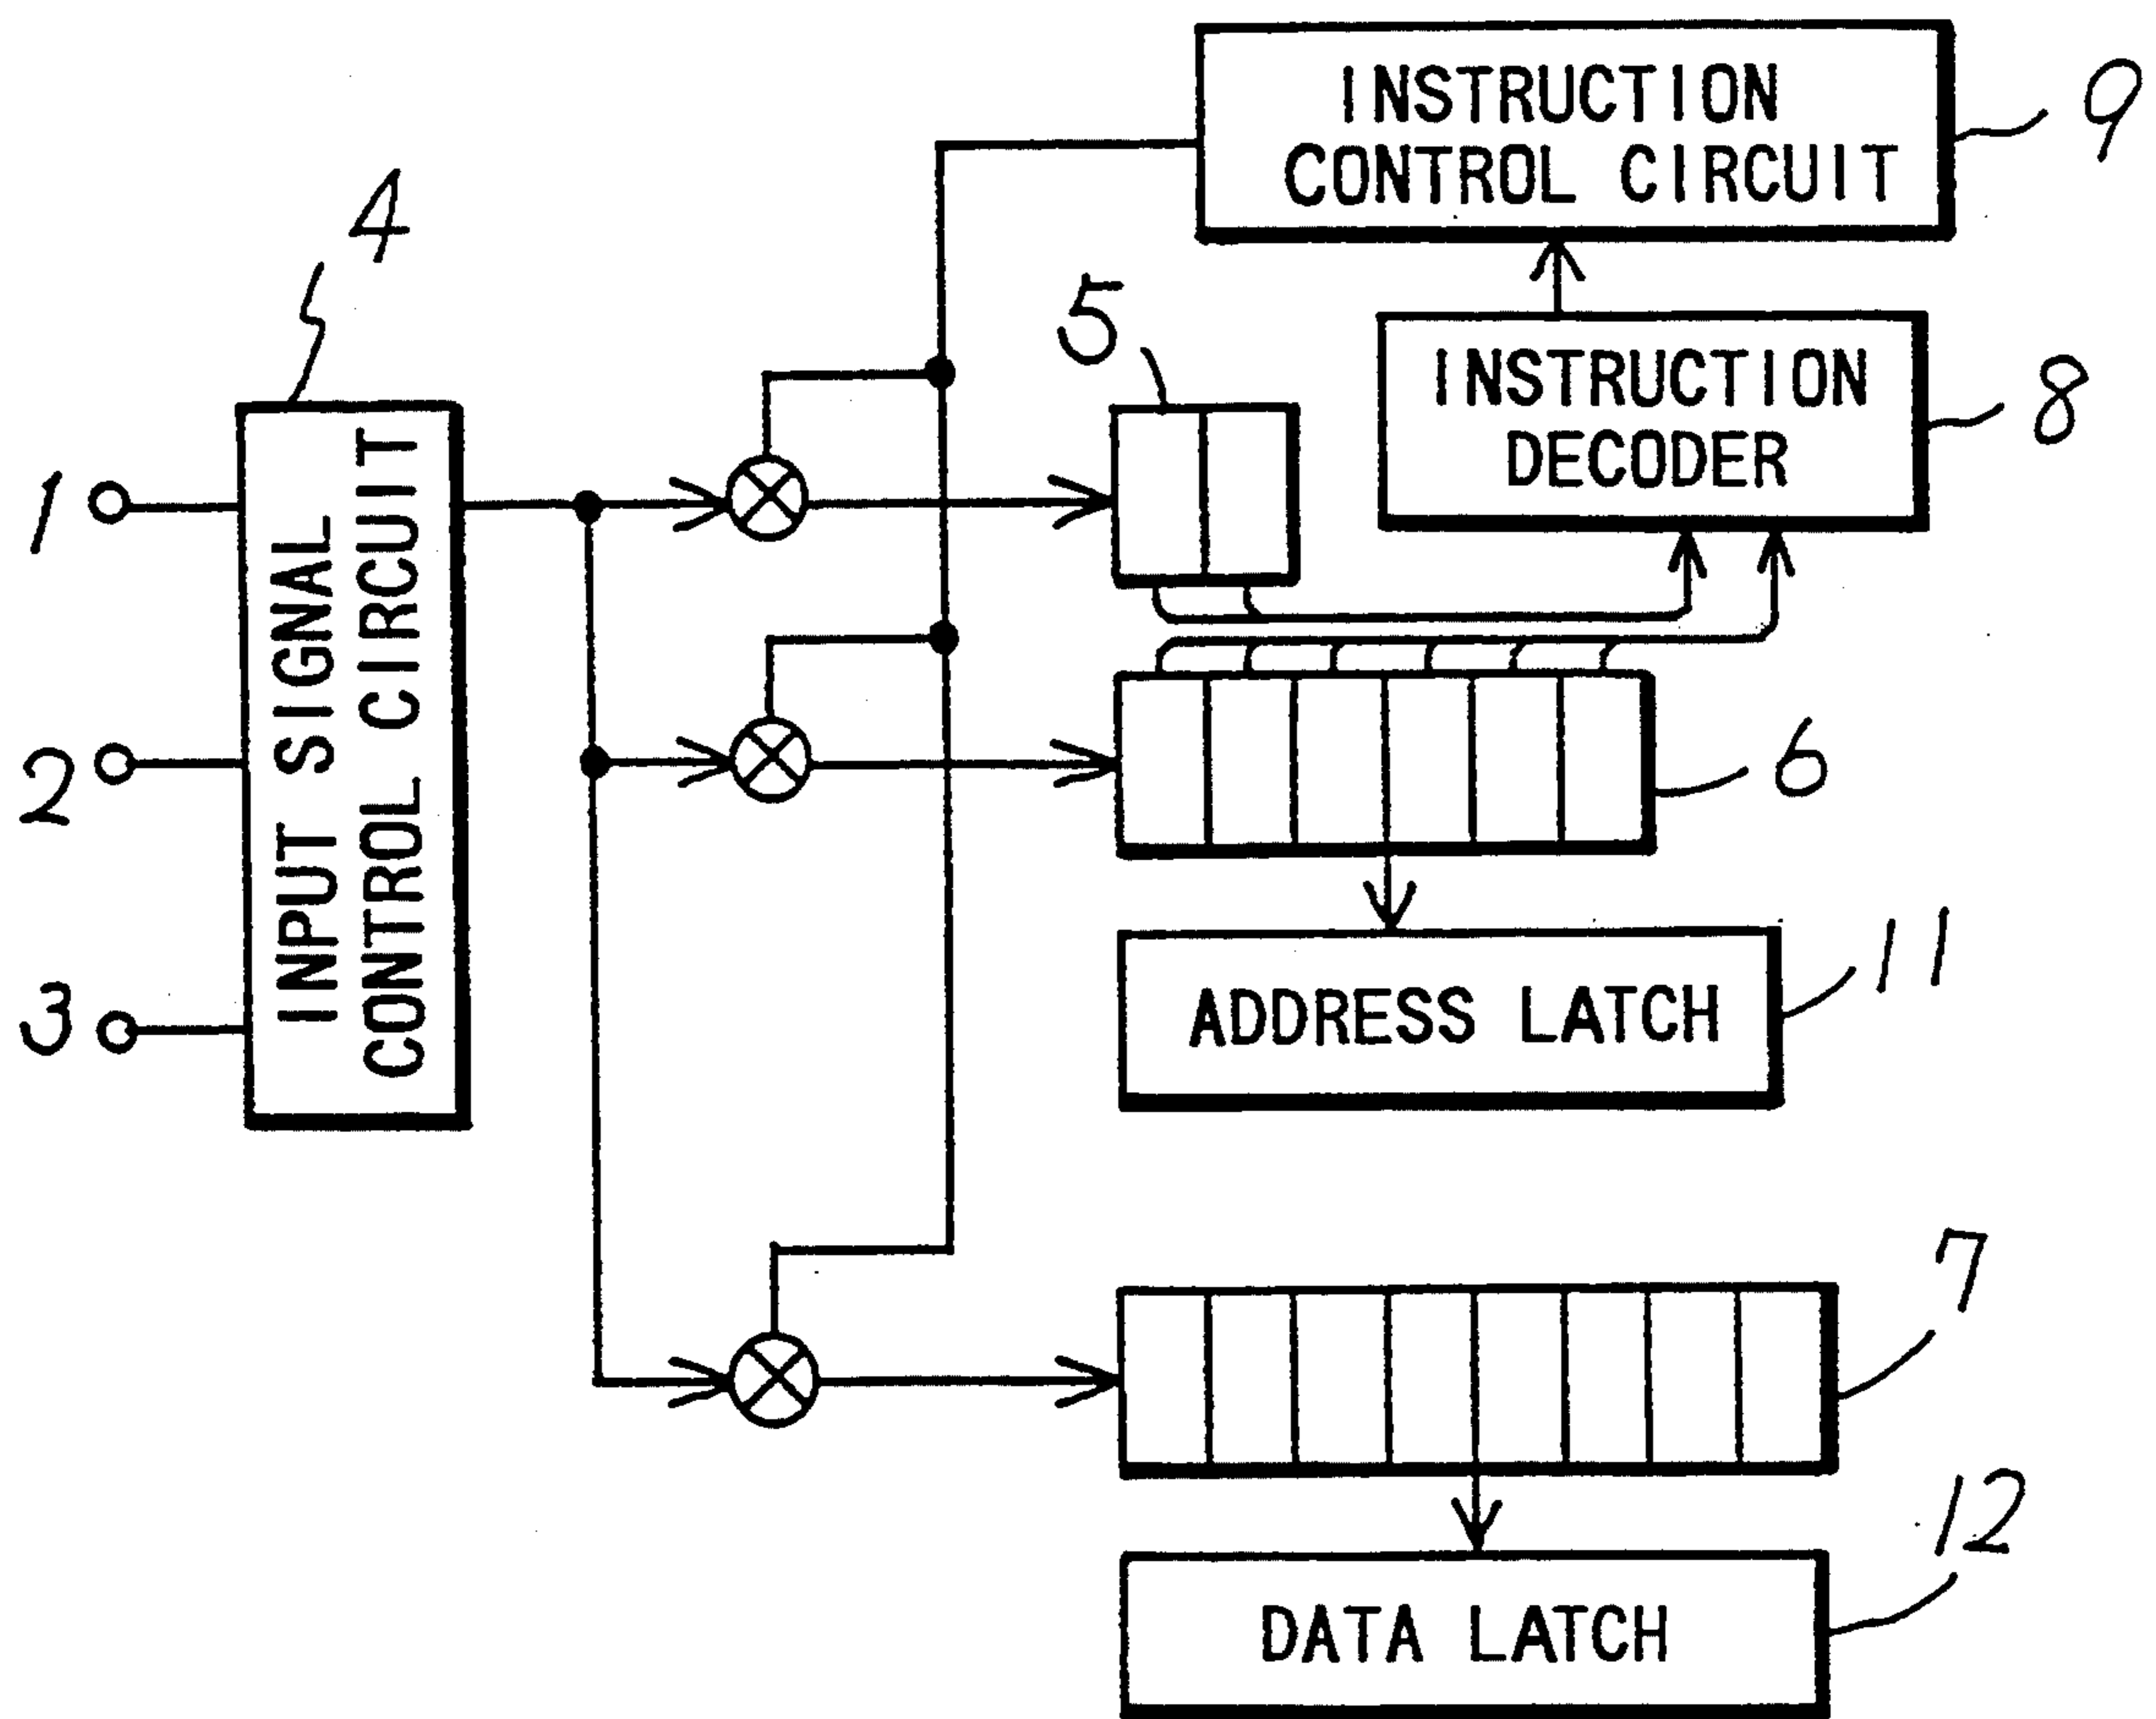 INSTRUCTION
CONTROL CIRCUIT
9
4
5
INSTRUCTION
DECODER
8
1
INPUT SIGNAL
CONTROL CIRCUIT
2
6
3
ADDRESS LATCH
11
7
12
DATA LATCH